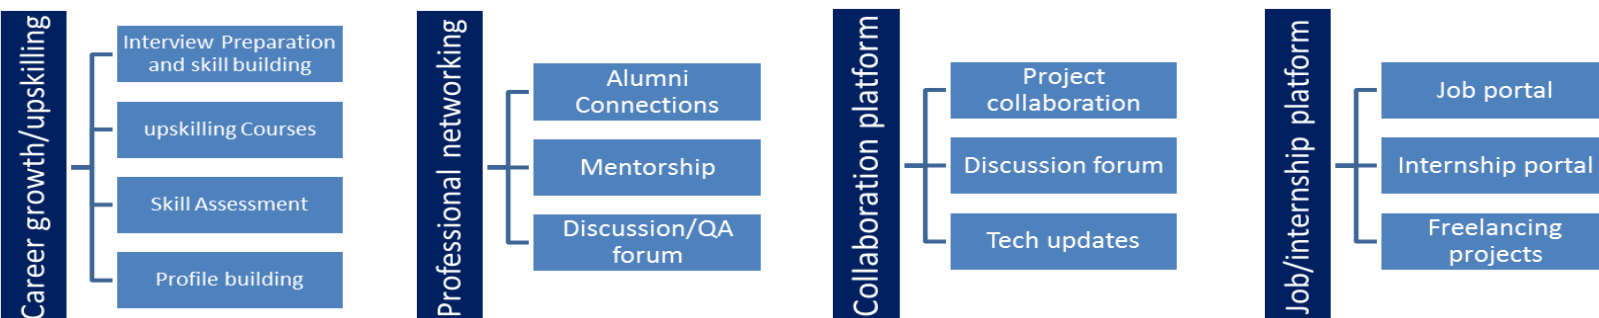 Career growth/upskilling
Interview Preparation
and skill building
upskilling Courses
Skill Assessment
Profile building
Professional networking
Alumni
Connections
Mentorship
Discussion/QA
forum
Collaboration platform
Project
collaboration
Discussion forum
Tech updates
Job/internship platform
Job portal
Internship portal
Freelancing
projects